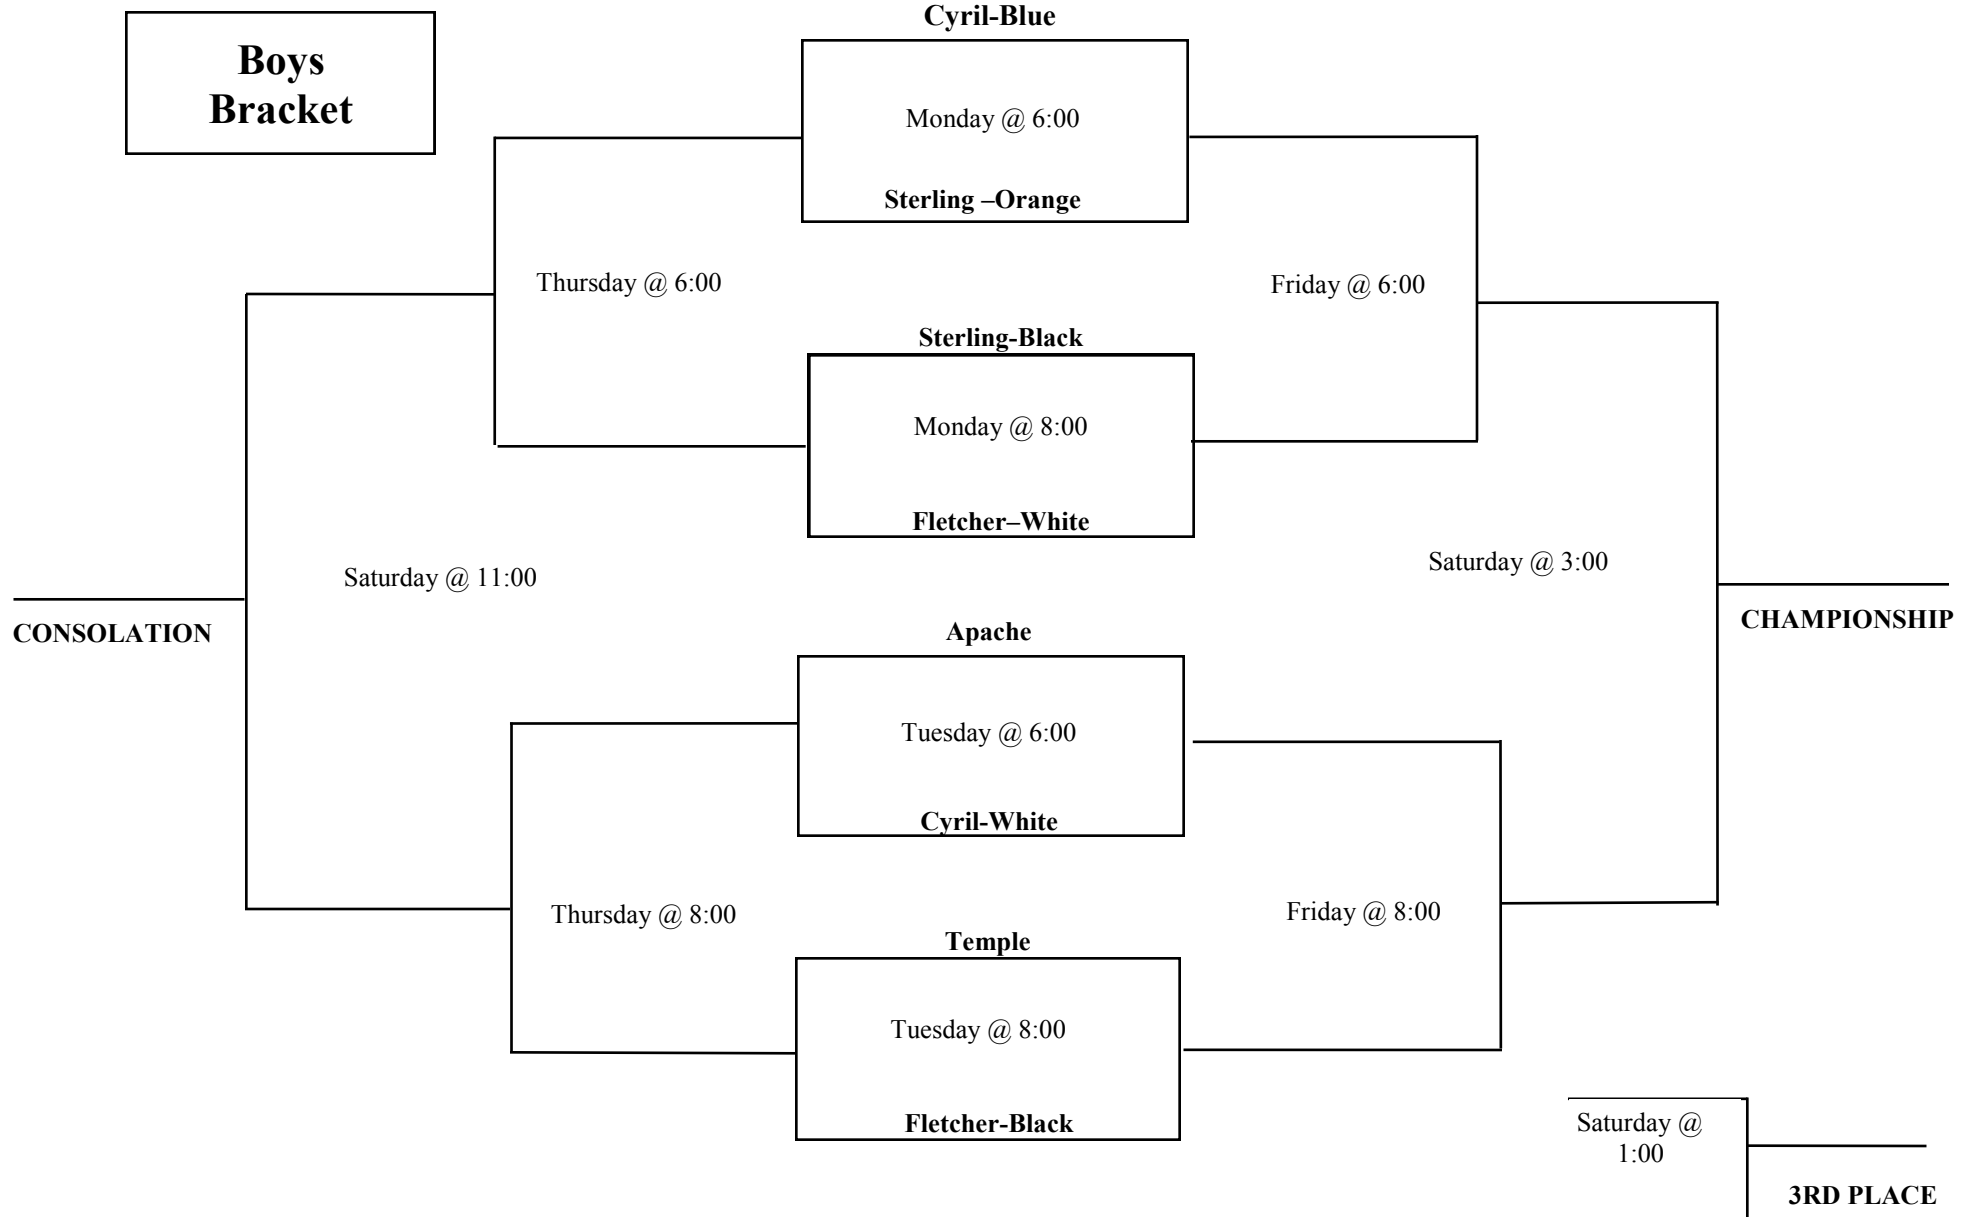 Cyril-Blue
Boys
Bracket
Monday @ 6:00
Sterling –Orange
Thursday @ 6:00
Friday @ 6:00
Sterling-Black
Monday @ 8:00
Fletcher–White
Saturday @ 11:00
Saturday @ 3:00
CONSOLATION
CHAMPIONSHIP
Apache
Tuesday @ 6:00
Cyril-White
Thursday @ 8:00
Friday @ 8:00
Temple
Tuesday @ 8:00
Fletcher-Black
Saturday @
1:00
3RD PLACE